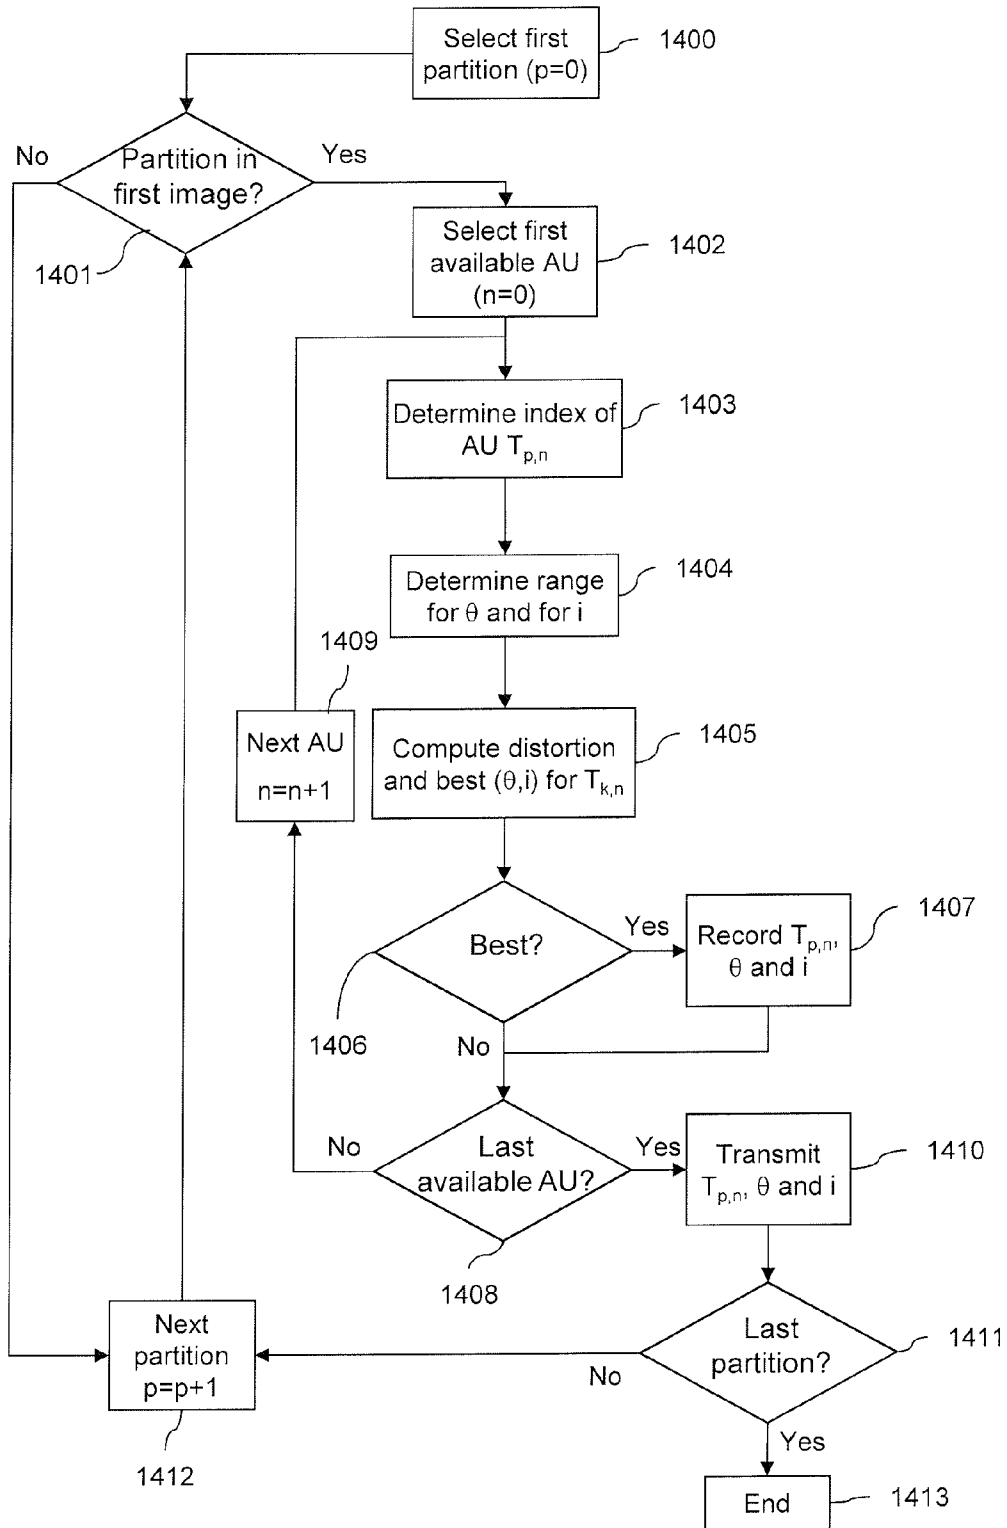 Select first
partition (p=0)
1400
No
Partition in
first image?
Yes
1401
Select first
available AU
(n=0)
1402
Determine index of
AU Tp,n
1403
Determine range
for θ and for i
1404
1409
Next AU
n=n+1
Compute distortion
and best (θ,i) for Tk,n
1405
Best?
Yes
Record Tp,n,
θ and i
1407
1406
No
No
Last
available AU?
Yes
Transmit
Tp,n, θ and i
1410
1408
Next
partition
p=p+1
No
Last
partition?
1411
1412
Yes
End
1413